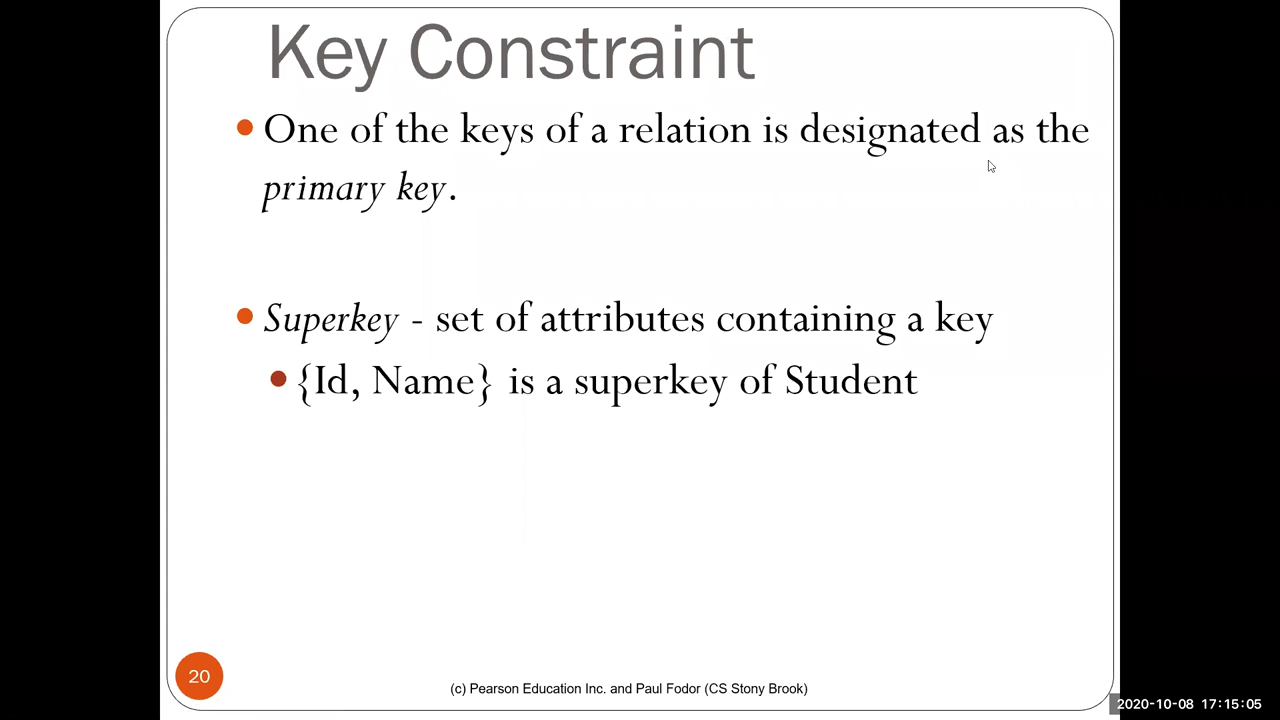 Key Constraint
One of the keys of a relation is designated as the
primary key.
Superkey - set of attributes containing a key
{Id, Name} is a superkey of Student
20
(c) Pearson Education Inc. and Paul Fodor (CS Stony Brook)
2020-10-08 17:15:05